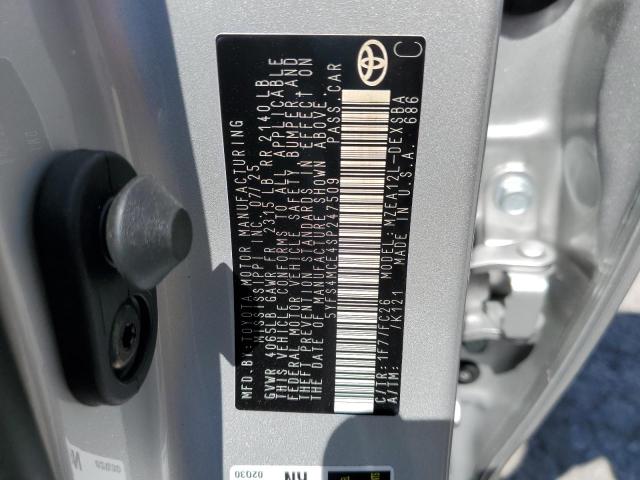 MFD. BY: TOYOTA MOTOR MANUFACTURING
MISSISSIPPI INC. 07/25
GVWR 4065LB GAWR FR 2315 LB RR 2140 LB
THIS VEHICLE CONFORMS TO ALL APPLICABLE
FEDERAL MOTOR VEHICLE SAFETY, BUMPER, AND
THEFT PREVENTION STANDARDS IN EFFECT ON
THE DATE OF MANUFACTURE SHOWN ABOVE.
5YFS4MCE4SP247509 PASS. CAR
C/TR: 1F7/FC26 MODEL: MZEA12L-DEXSBA
A/TM: /K121 MADE IN U.S.A. 686
C
02030